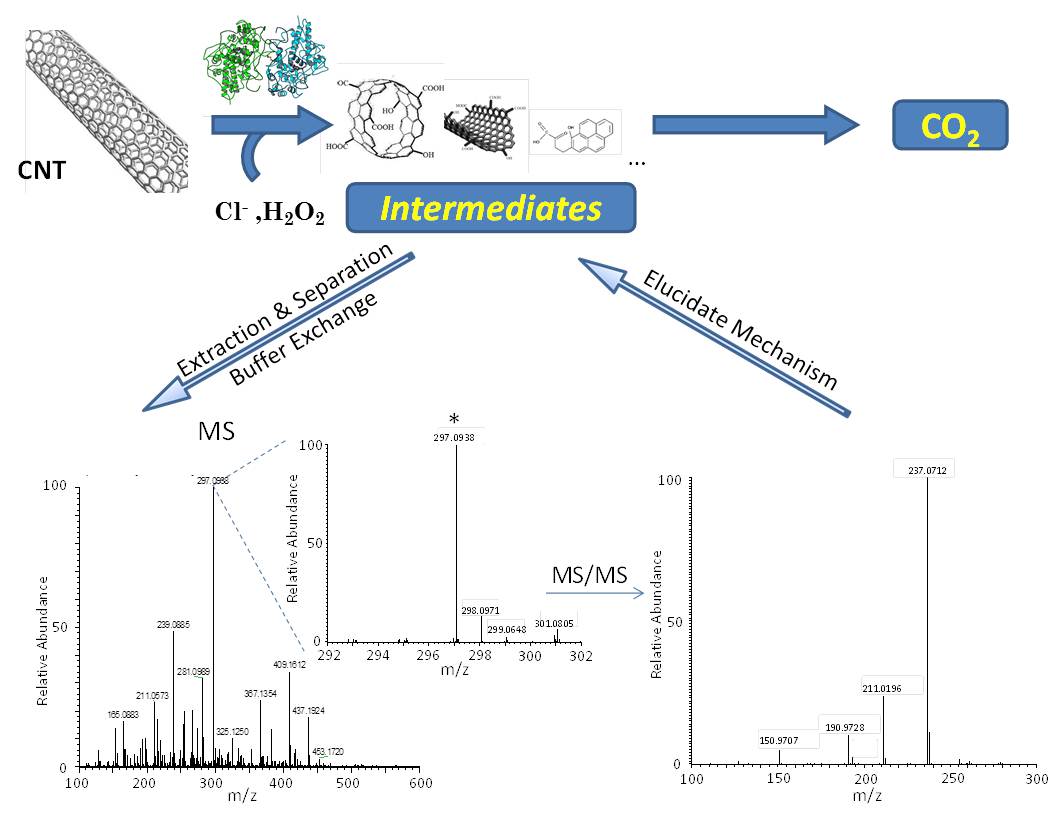 CNT
Cl- ,H2O2
OC
COOH
HO
COOH
HOOC
OH
...
CO2
Intermediates
Extraction & Separation
Buffer Exchange
Elucidate Mechanism
MS
Relative Abundance
100
50
0
297.0938
239.0885
281.0989
211.0573
165.0883
325.1250
367.1354
409.1612
437.1924
453.1720
100 200 300 400 500 600
m/z
*
297.0938
Relative Abundance
100
50
0
298.0971
299.0648
301.0805
292 294 296 298 300 302
m/z
MS/MS
Relative Abundance
100
50
0
237.0712
211.0196
190.9728
150.9707
100 150 200 250 300
m/z